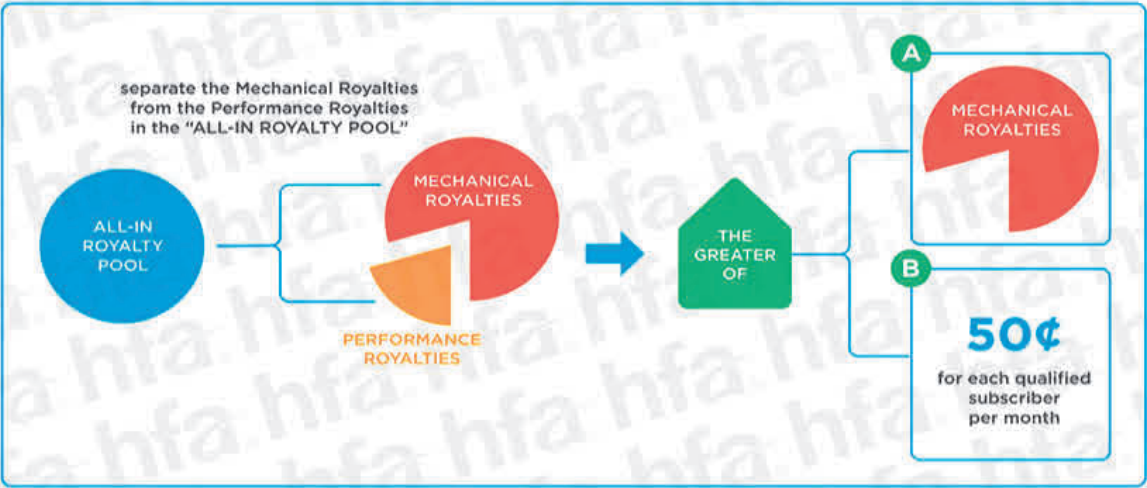 separate the Mechanical Royalties
from the Performance Royalties
in the “ALL-IN ROYALTY POOL”
ALL-IN
ROYALTY
POOL
MECHANICAL
ROYALTIES
PERFORMANCE
ROYALTIES
THE
GREATER
OF
A
MECHANICAL
ROYALTIES
B
50¢
for each qualified
subscriber
per month
hfa